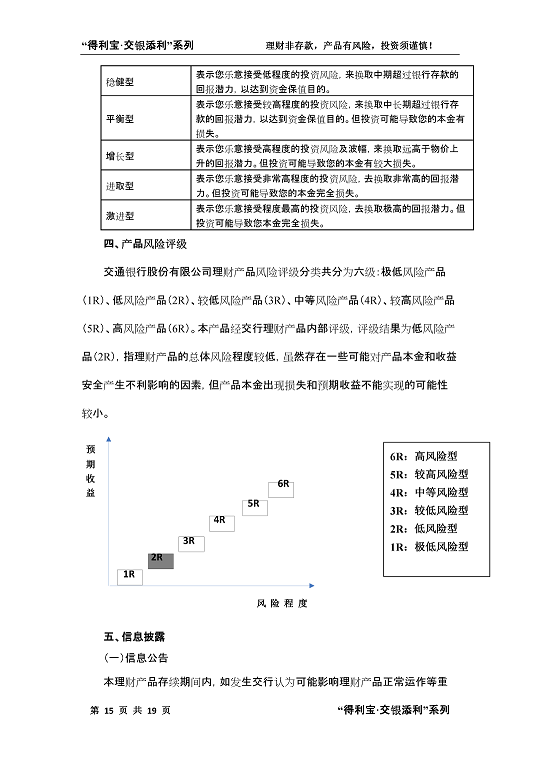 “得利宝·交银添利”系列 理财非存款，产品有风险，投资须谨慎！
稳健型 表示您乐意接受低程度的投资风险，来换取中期超过银行存款的
回报潜力，以达到资金保值目的。
平衡型 表示您乐意接受较高程度的投资风险，来换取中长期超过银行存
款的回报潜力，以达到资金保值目的。但投资可能导致您的本金有
损失。
增长型 表示您乐意接受高程度的投资风险及波幅，来换取远高于物价上
升的回报潜力。但投资可能导致您的本金有较大损失。
进取型 表示您乐意接受非常高程度的投资风险，去换取非常高的回报潜
力。但投资可能导致您的本金完全损失。
激进型 表示您乐意接受程度最高的投资风险，去换取极高的回报潜力。但
投资可能导致您本金完全损失。
四、产品风险评级
交通银行股份有限公司理财产品风险评级分类共分为六级：极低风险产品
（1R）、低风险产品（2R）、较低风险产品（3R）、中等风险产品（4R）、较高风险产品
（5R）、高风险产品（6R）。本产品经交行理财产品内部评级，评级结果为低风险产
品（2R），指理财产品的总体风险程度较低，虽然存在一些可能对产品本金和收益
安全产生不利影响的因素，但产品本金出现损失和预期收益不能实现的可能性
较小。
预
期
收
益
6R
5R
4R
3R
2R
1R
风 险 程 度
6R：高风险型
5R：较高风险型
4R：中等风险型
3R：较低风险型
2R：低风险型
1R：极低风险型
五、信息披露
（一）信息公告
本理财产品存续期间内，如发生交行认为可能影响理财产品正常运作等重
第 15 页 共 19 页 “得利宝·交银添利”系列